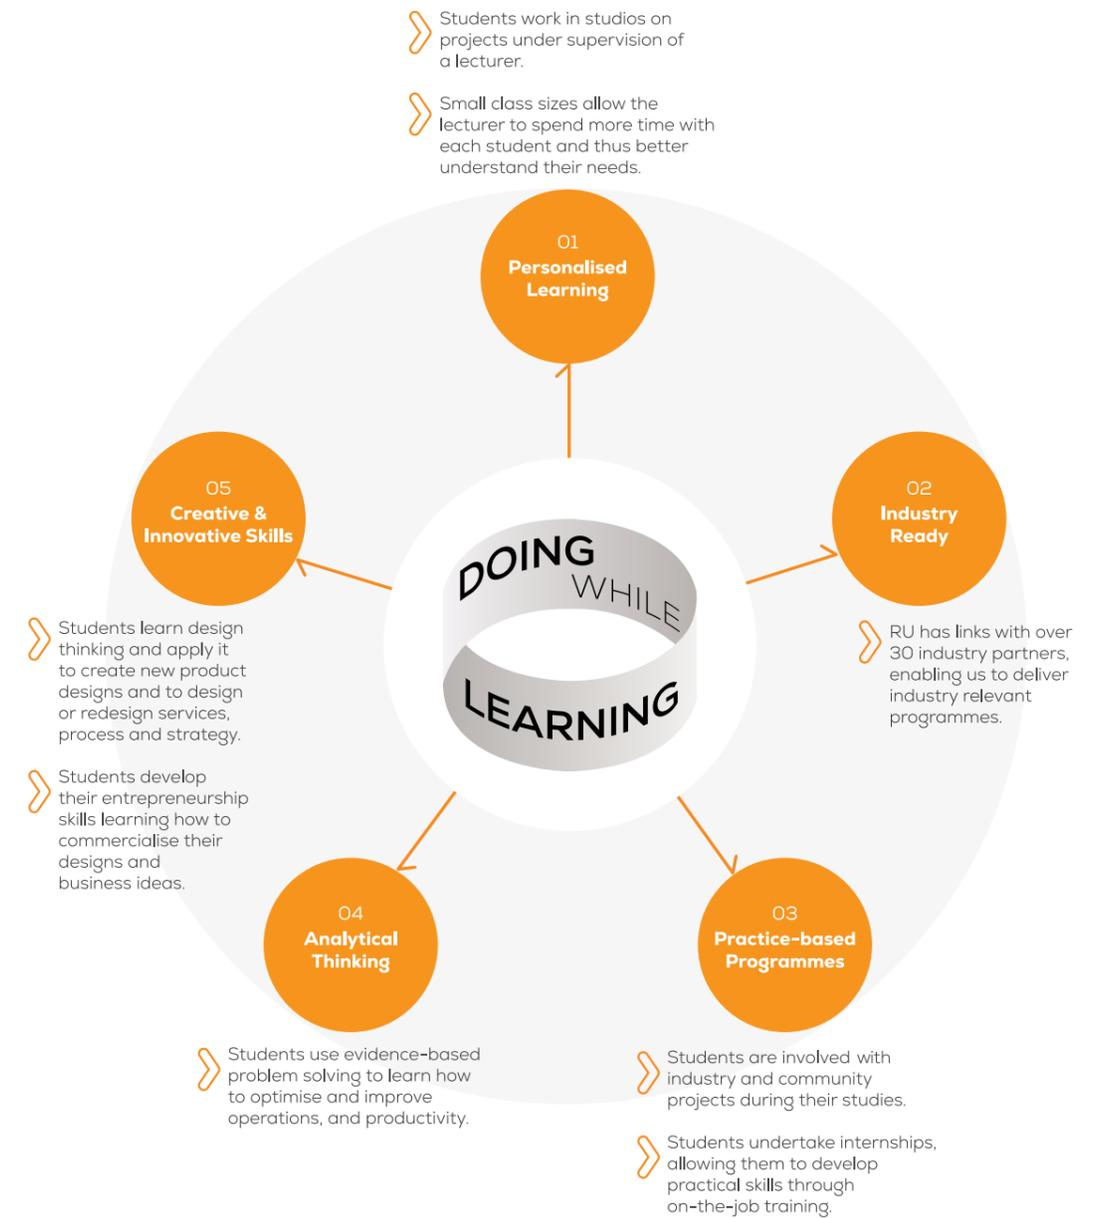 Students work in studios on
projects under supervision of
a lecturer.
Small class sizes allow the
lecturer to spend more time with
each student and thus better
understand their needs.
01
Personalised
Learning
02
Industry
Ready
RU has links with over
30 industry partners,
enabling us to deliver
industry relevant
programmes.
03
Practice-based
Programmes
Students are involved with
industry and community
projects during their studies.
Students undertake internships,
allowing them to develop
practical skills through
on-the-job training.
04
Analytical
Thinking
Students use evidence-based
problem solving to learn how
to optimise and improve
operations, and productivity.
05
Creative &
Innovative Skills
Students learn design
thinking and apply it
to create new product
designs and to design
or redesign services,
process and strategy.
Students develop
their entrepreneurship
skills learning how to
commercialise their
designs and
business ideas.
DOING
WHILE
LEARNING